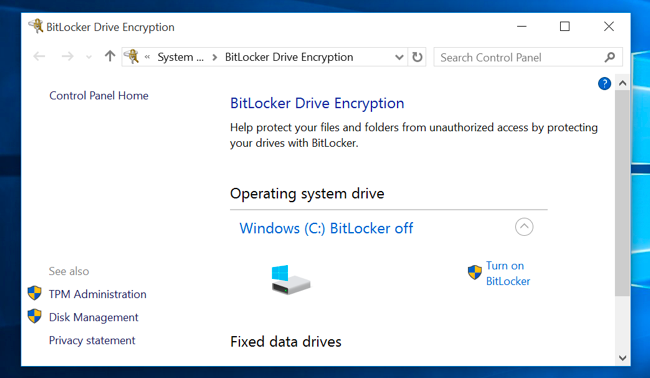 BitLocker Drive Encryption
« System ... › BitLocker Drive Encryption
Search Control Panel
?
Control Panel Home
BitLocker Drive Encryption
Help protect your files and folders from unauthorized access by protecting
your drives with BitLocker.
Operating system drive
Windows (C:) BitLocker off
Turn on
BitLocker
See also
TPM Administration
Disk Management
Privacy statement
Fixed data drives